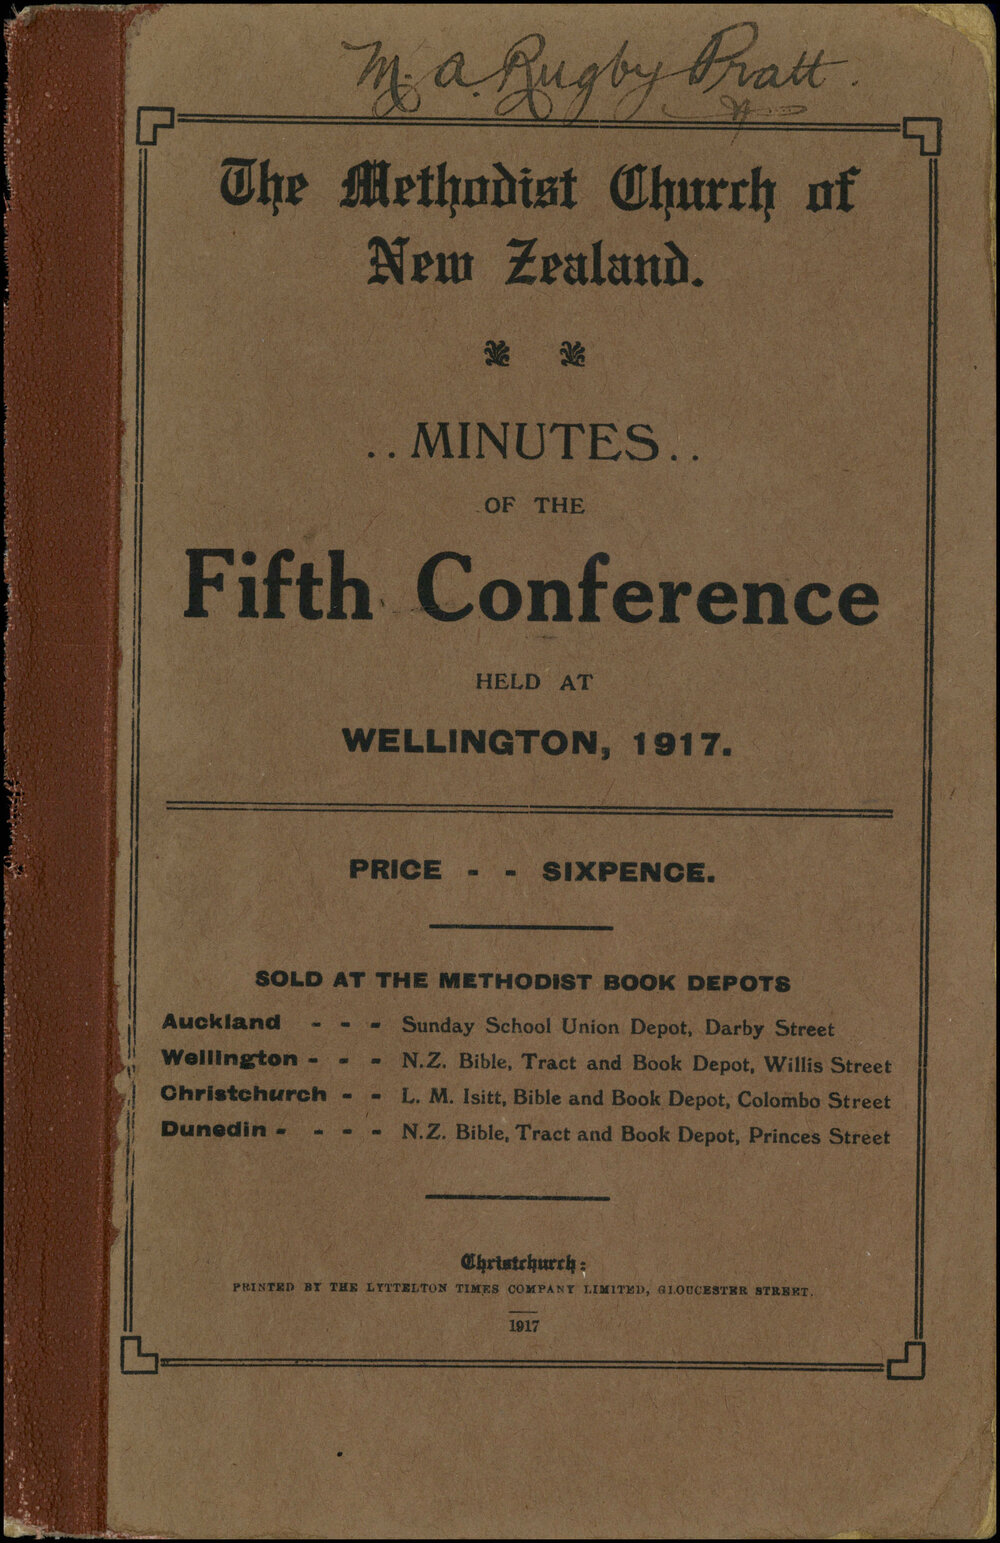 M. A. Rugby Pratt.
The Methodist Church of
New Zealand.
..MINUTES..
OF THE
Fifth Conference
HELD AT
WELLINGTON, 1917.
PRICE - - SIXPENCE.
SOLD AT THE METHODIST BOOK DEPOTS
Auckland - - - Sunday School Union Depot, Darby Street
Wellington - - - N.Z. Bible, Tract and Book Depot, Willis Street
Christchurch - - L. M. Isitt, Bible and Book Depot, Colombo Street
Dunedin - - - - N.Z. Bible, Tract and Book Depot, Princes Street
Christchurch:
PRINTED BY THE LYTTELTON TIMES COMPANY LIMITED, GLOUCESTER STREET.
1917